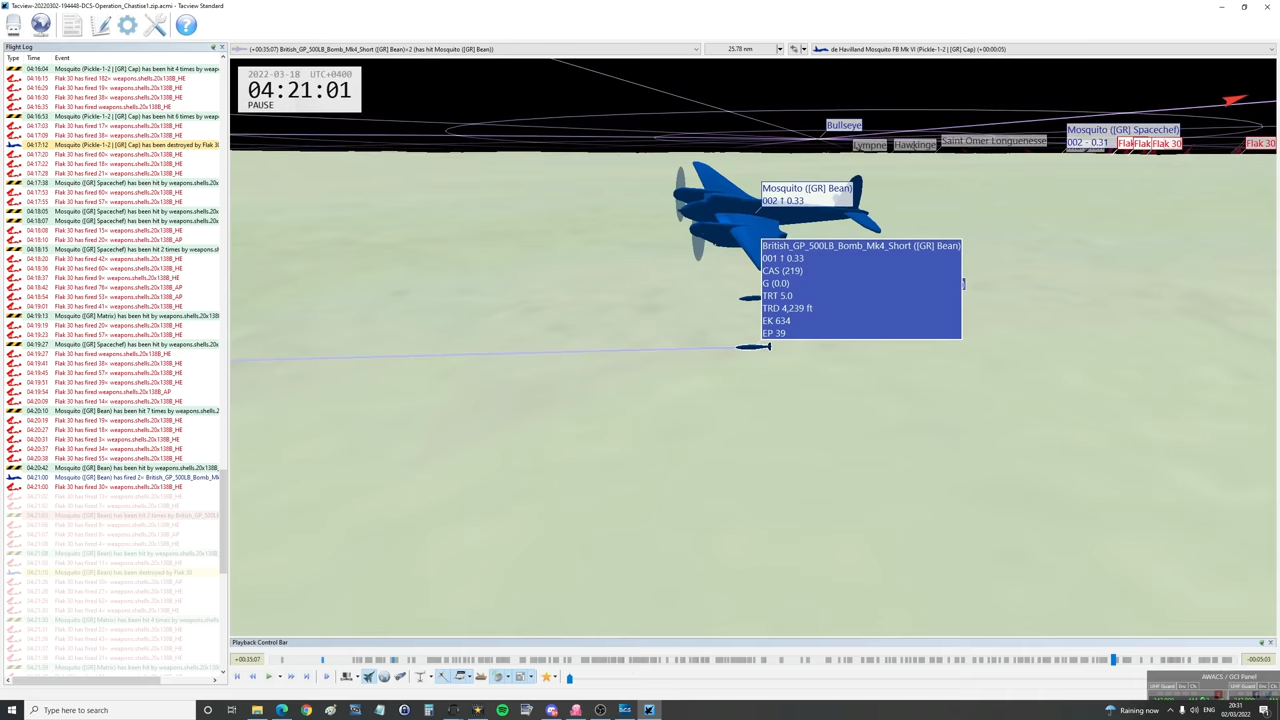 Tacview-20220302-194448-DCS-Operation_Chastise1.zip.acmi - Tacview Standard
Flight Log
(+00:35:07) British_GP_500LB_Bomb_Mk4_Short ([GR] Bean)×2 (has hit Mosquito ([GR] Bean))
25.78 nm
de Havilland Mosquito FB Mk VI (Pickle-1-2 | [GR] Cap) (+00:00:05)
Type Time Event
04:16:04 Mosquito (Pickle-1-2 | [GR] Cap) has been hit 4 times by weap
04:16:15 Flak 30 has fired 182× weapons.shells.20x138B_HE
04:16:29 Flak 30 has fired 19× weapons.shells.20x138B_HE
04:16:30 Flak 30 has fired 38× weapons.shells.20x138B_HE
04:16:35 Flak 30 has fired weapons.shells.20x138B_HE
04:16:53 Mosquito (Pickle-1-2 | [GR] Cap) has been hit 6 times by weap
04:17:03 Flak 30 has fired 17× weapons.shells.20x138B_HE
04:17:09 Flak 30 has fired 38× weapons.shells.20x138B_HE
04:17:12 Mosquito (Pickle-1-2 | [GR] Cap) has been destroyed by Flak 30
04:17:20 Flak 30 has fired 60× weapons.shells.20x138B_HE
04:17:22 Flak 30 has fired 18× weapons.shells.20x138B_HE
04:17:28 Flak 30 has fired 21× weapons.shells.20x138B_HE
04:17:38 Mosquito ([GR] Spacechef) has been hit by weapons.shells.20x
04:17:53 Flak 30 has fired 60× weapons.shells.20x138B_HE
04:17:55 Flak 30 has fired 57× weapons.shells.20x138B_HE
04:18:05 Mosquito ([GR] Spacechef) has been hit by weapons.shells.20x
04:18:07 Mosquito ([GR] Spacechef) has been hit by weapons.shells.20x
04:18:08 Flak 30 has fired 15× weapons.shells.20x138B_HE
04:18:10 Flak 30 has fired 20× weapons.shells.20x138B_AP
04:18:15 Mosquito ([GR] Spacechef) has been hit 2 times by weapons.s
04:18:20 Flak 30 has fired 42× weapons.shells.20x138B_HE
04:18:36 Flak 30 has fired 60× weapons.shells.20x138B_HE
04:18:37 Flak 30 has fired 9× weapons.shells.20x138B_HE
04:18:42 Flak 30 has fired 76× weapons.shells.20x138B_AP
04:18:54 Flak 30 has fired 53× weapons.shells.20x138B_AP
04:19:01 Flak 30 has fired 41× weapons.shells.20x138B_HE
04:19:13 Mosquito ([GR] Matrix) has been hit by weapons.shells.20x138
04:19:19 Flak 30 has fired 20× weapons.shells.20x138B_HE
04:19:23 Flak 30 has fired 57× weapons.shells.20x138B_HE
04:19:27 Mosquito ([GR] Spacechef) has been hit by weapons.shells.20x
04:19:27 Flak 30 has fired weapons.shells.20x138B_HE
04:19:41 Flak 30 has fired 38× weapons.shells.20x138B_HE
04:19:45 Flak 30 has fired 57× weapons.shells.20x138B_HE
04:19:51 Flak 30 has fired 39× weapons.shells.20x138B_HE
04:19:54 Flak 30 has fired weapons.shells.20x138B_AP
04:20:09 Flak 30 has fired 14× weapons.shells.20x138B_HE
04:20:10 Mosquito ([GR] Bean) has been hit 7 times by weapons.shells.2
04:20:19 Flak 30 has fired 19× weapons.shells.20x138B_HE
04:20:27 Flak 30 has fired 18× weapons.shells.20x138B_HE
04:20:31 Flak 30 has fired 3× weapons.shells.20x138B_HE
04:20:37 Flak 30 has fired 34× weapons.shells.20x138B_HE
04:20:38 Flak 30 has fired 55× weapons.shells.20x138B_HE
04:20:42 Mosquito ([GR] Bean) has been hit by weapons.shells.20x138B_
04:21:00 Mosquito ([GR] Bean) has fired 2× British_GP_500LB_Bomb_Mk
04:21:00 Flak 30 has fired 30× weapons.shells.20x138B_HE
2022-03-18 UTC+0400
04:21:01
PAUSE
Bullseye
Lympne
Hawkinge
Saint Omer Longuenesse
Mosquito ([GR] Spacechef)
002 - 0.31
Flak Flak Flak 30
Flak 30
Mosquito ([GR] Bean)
002 ↑ 0.33
British_GP_500LB_Bomb_Mk4_Short ([GR] Bean)
001 ↑ 0.33
CAS (219)
G (0.0)
TRT 5.0
TRD 4,239 ft
EK 634
EP 39
Playback Control Bar
+00:35:07
-00:05:03
AWACS / GCI Panel
Type here to search
Raining now
20:31
02/03/2022